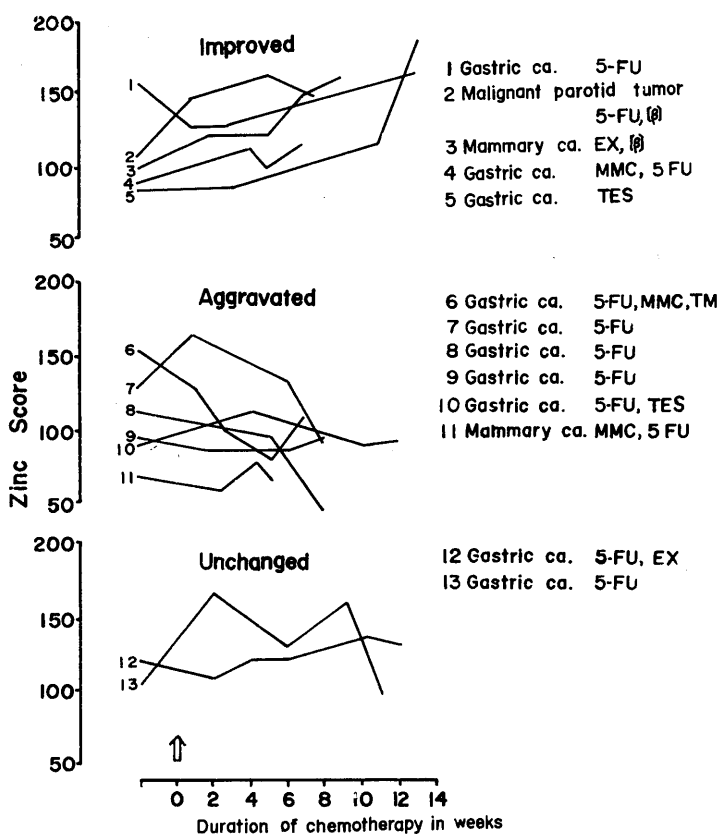 200
150
100
50
Improved
1
2
3
4
5
1 Gastric ca. 5-FU
2 Malignant parotid tumor
5-FU, [β]
3 Mammary ca. EX, [β]
4 Gastric ca. MMC, 5 FU
5 Gastric ca. TES
Zinc Score
200
150
100
50
Aggravated
6
7
8
9
10
11
6 Gastric ca. 5-FU, MMC, TM
7 Gastric ca. 5-FU
8 Gastric ca. 5-FU
9 Gastric ca. 5-FU
10 Gastric ca. 5-FU, TES
11 Mammary ca. MMC, 5 FU
200
150
100
50
Unchanged
12
13
12 Gastric ca. 5-FU, EX
13 Gastric ca. 5-FU
0 2 4 6 8 10 12 14
Duration of chemotherapy in weeks